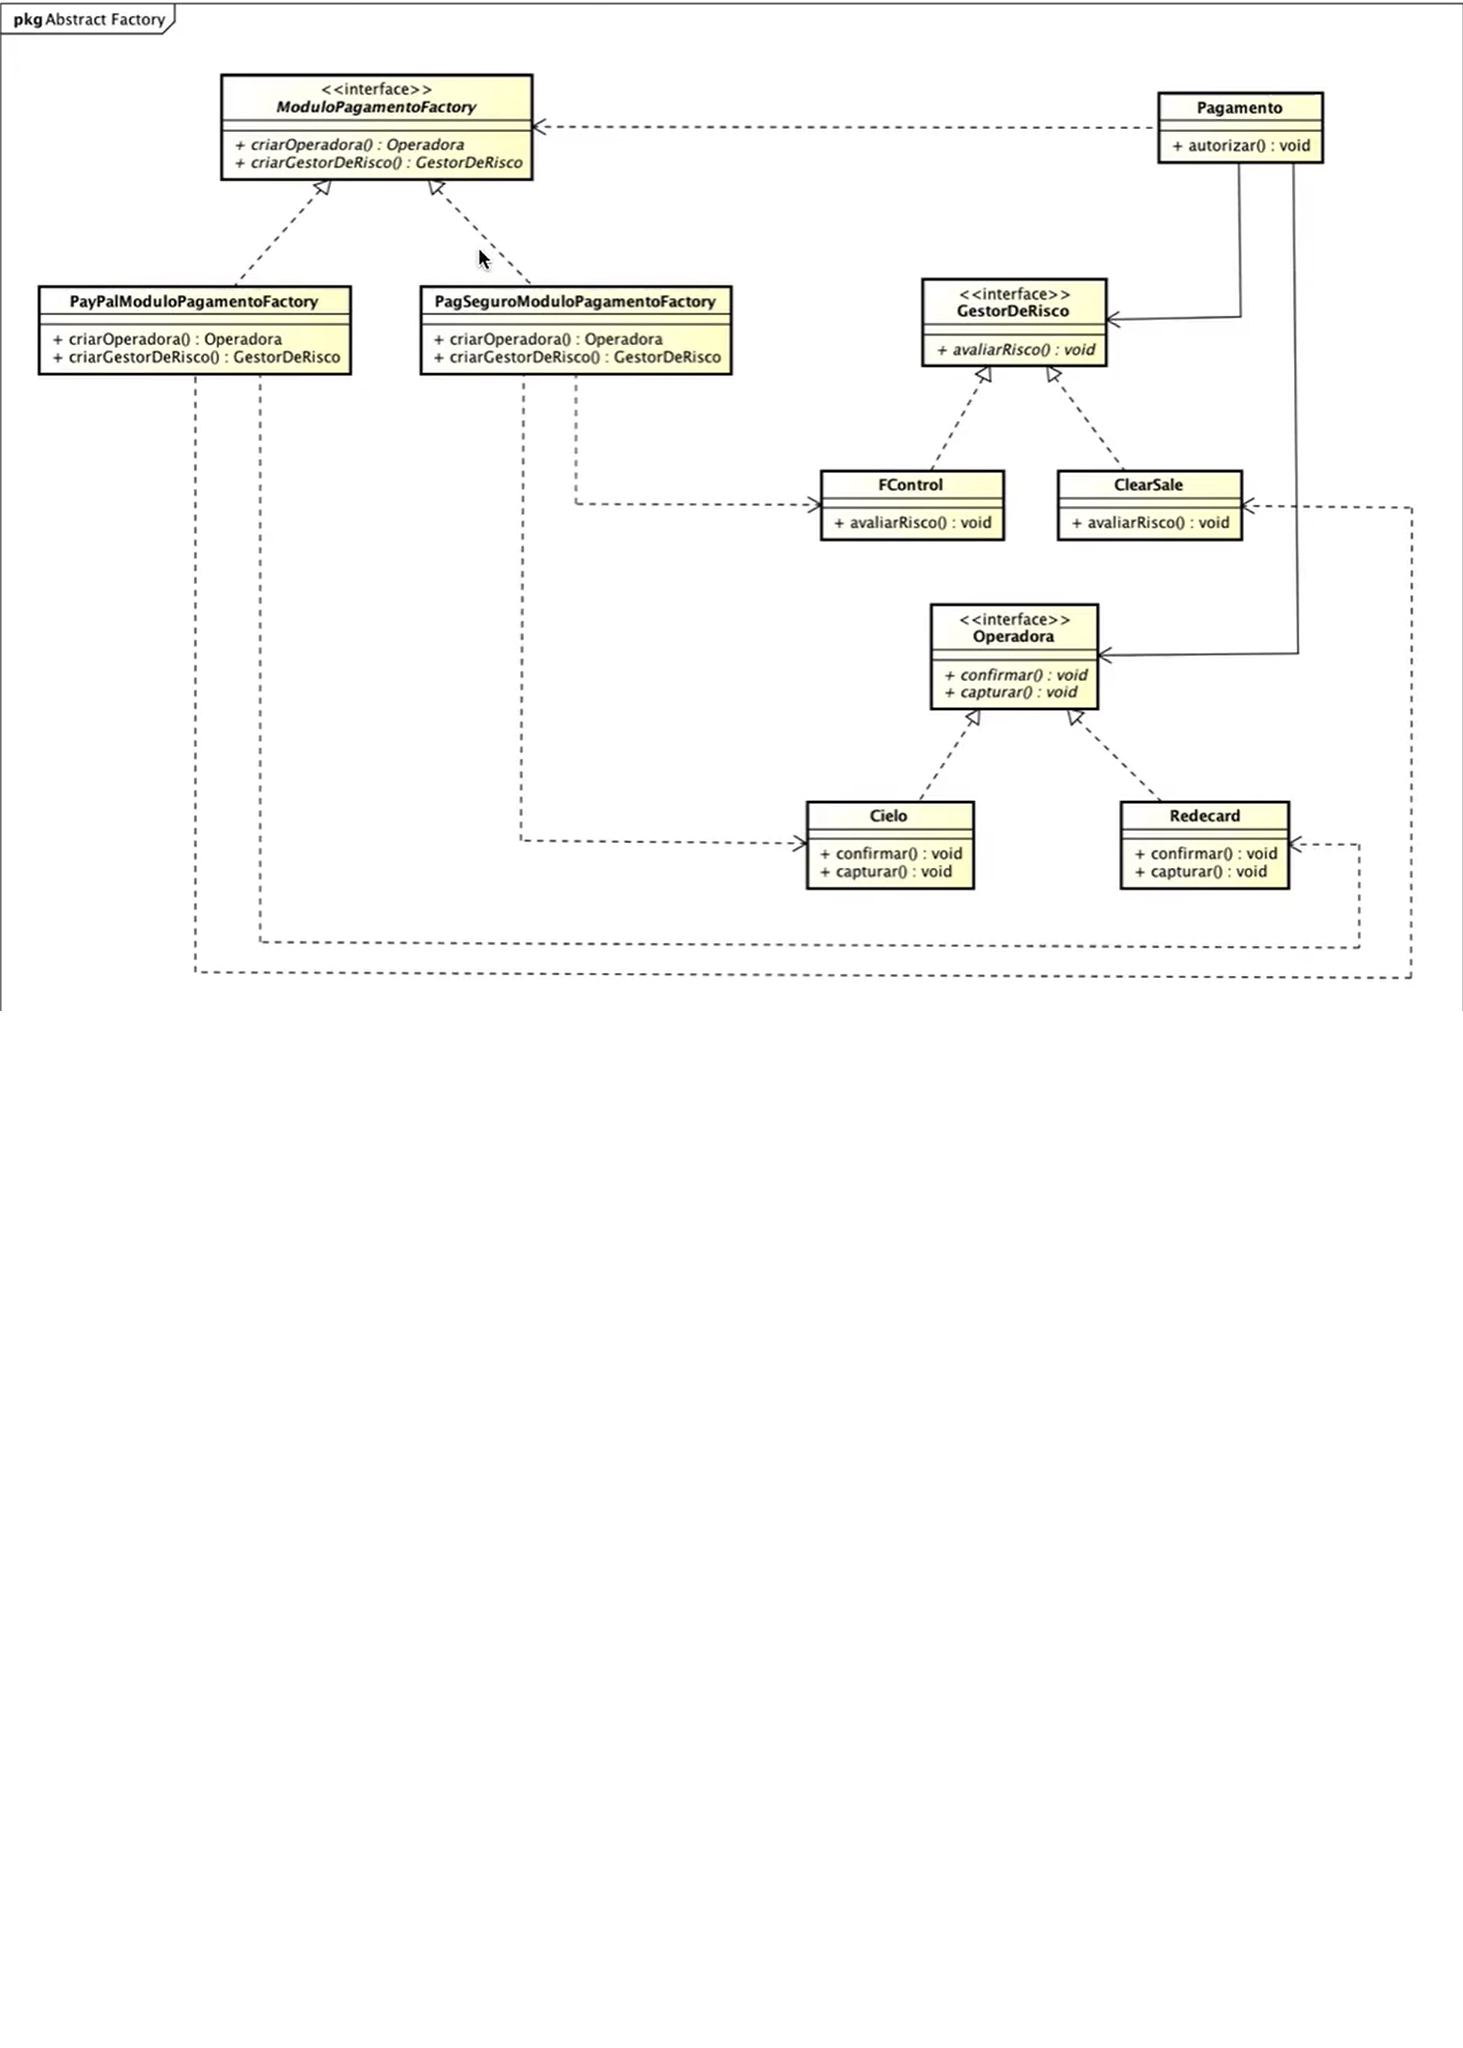 pkg Abstract Factory
<<interface>>
ModuloPagamentoFactory
+ criarOperadora() : Operadora
+ criarGestorDeRisco() : GestorDeRisco
Pagamento
+ autorizar() : void
PayPalModuloPagamentoFactory
+ criarOperadora() : Operadora
+ criarGestorDeRisco() : GestorDeRisco
PagSeguroModuloPagamentoFactory
+ criarOperadora() : Operadora
+ criarGestorDeRisco() : GestorDeRisco
<<interface>>
GestorDeRisco
+ avaliarRisco() : void
FControl
+ avaliarRisco() : void
ClearSale
+ avaliarRisco() : void
<<interface>>
Operadora
+ confirmar() : void
+ capturar() : void
Cielo
+ confirmar() : void
+ capturar() : void
Redecard
+ confirmar() : void
+ capturar() : void